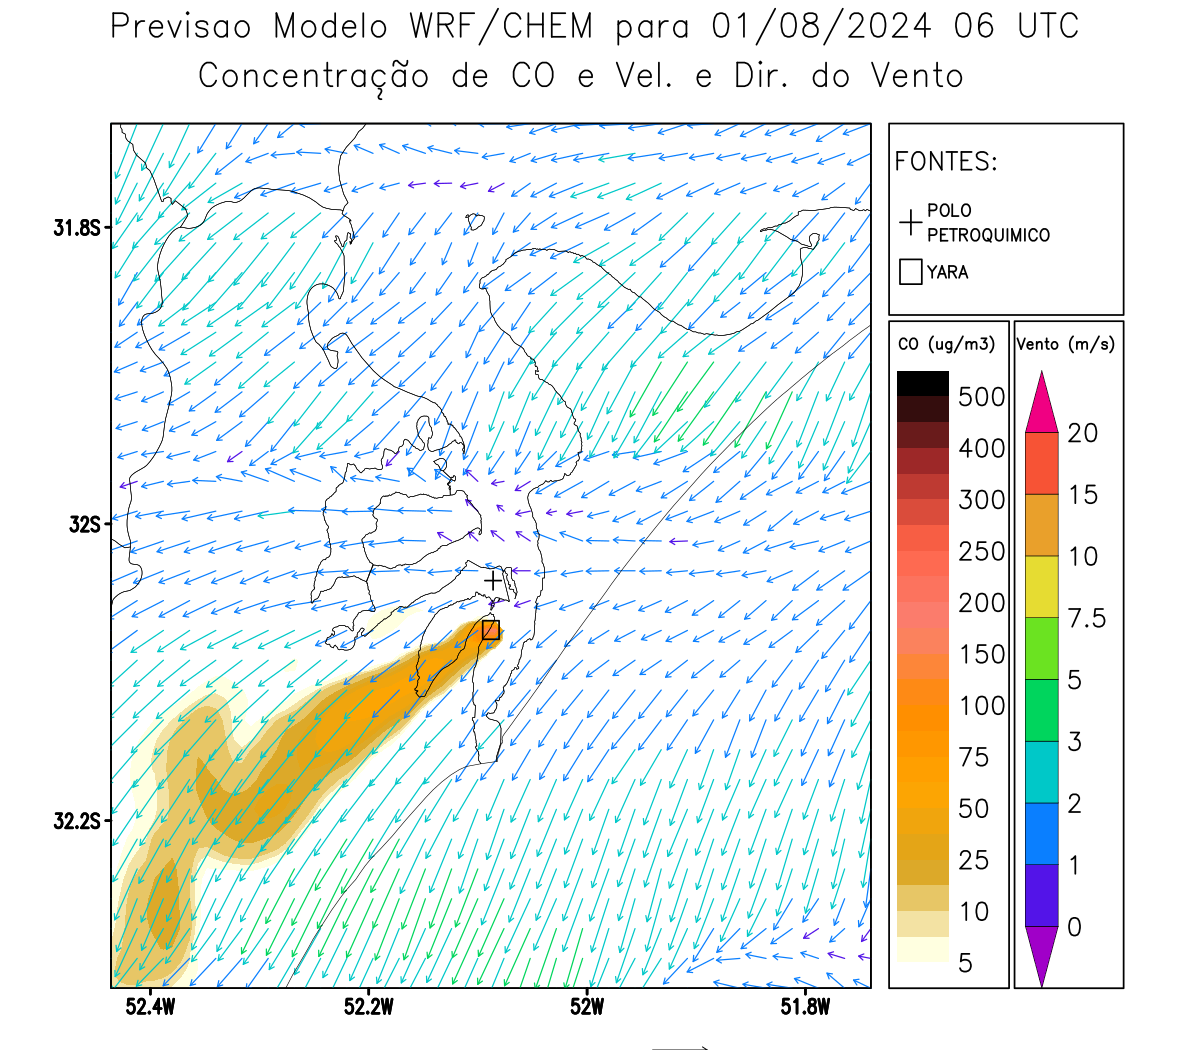 Previsao Modelo WRF/CHEM para 01/08/2024 06 UTC
Concentração de CO e Vel. e Dir. do Vento
FONTES:
POLO
PETROQUIMICO
YARA
CO (ug/m3)
500
400
300
250
200
150
100
75
50
25
10
5
Vento (m/s)
20
15
10
7.5
5
3
2
1
0
31.8S
32S
32.2S
52.4W
52.2W
52W
51.8W